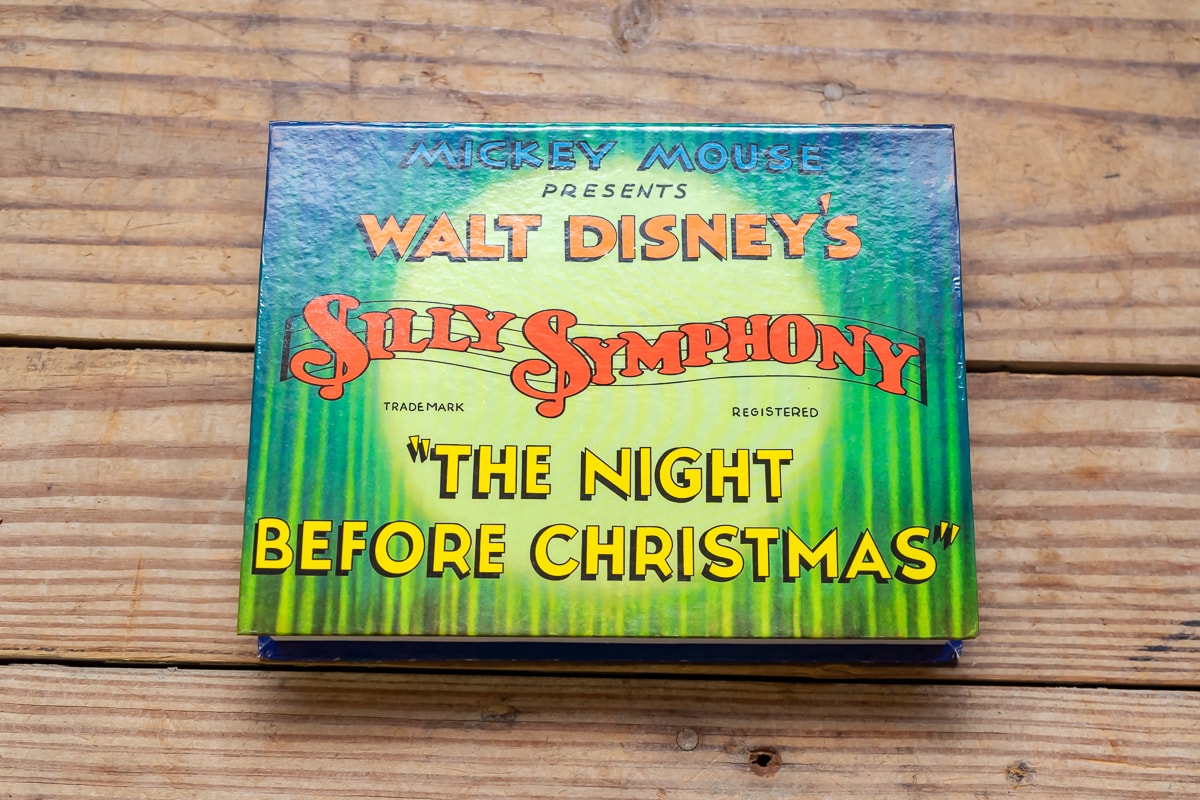 MICKEY MOUSE
PRESENTS
WALT DISNEY'S
SILLY SYMPHONY
TRADEMARK REGISTERED
"THE NIGHT
BEFORE CHRISTMAS"